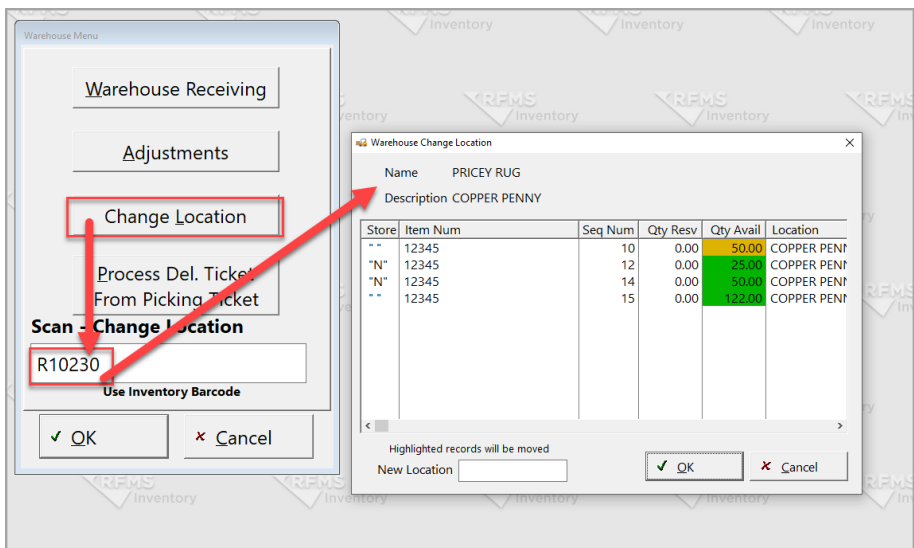 Warehouse Menu
Warehouse Receiving
Adjustments
Change Location
Process Del. Ticket
From Picking Ticket
Scan - Change Location
R10230
Use Inventory Barcode
OK
Cancel
Warehouse Change Location
Name PRICEY RUG
Description COPPER PENNY
Store Item Num Seq Num Qty Resv Qty Avail Location
" " 12345 10 0.00 50.00 COPPER PENN
"N" 12345 12 0.00 25.00 COPPER PENN
"N" 12345 14 0.00 50.00 COPPER PENN
" " 12345 15 0.00 122.00 COPPER PENN
Highlighted records will be moved
New Location
OK
Cancel
RFMS
Inventory